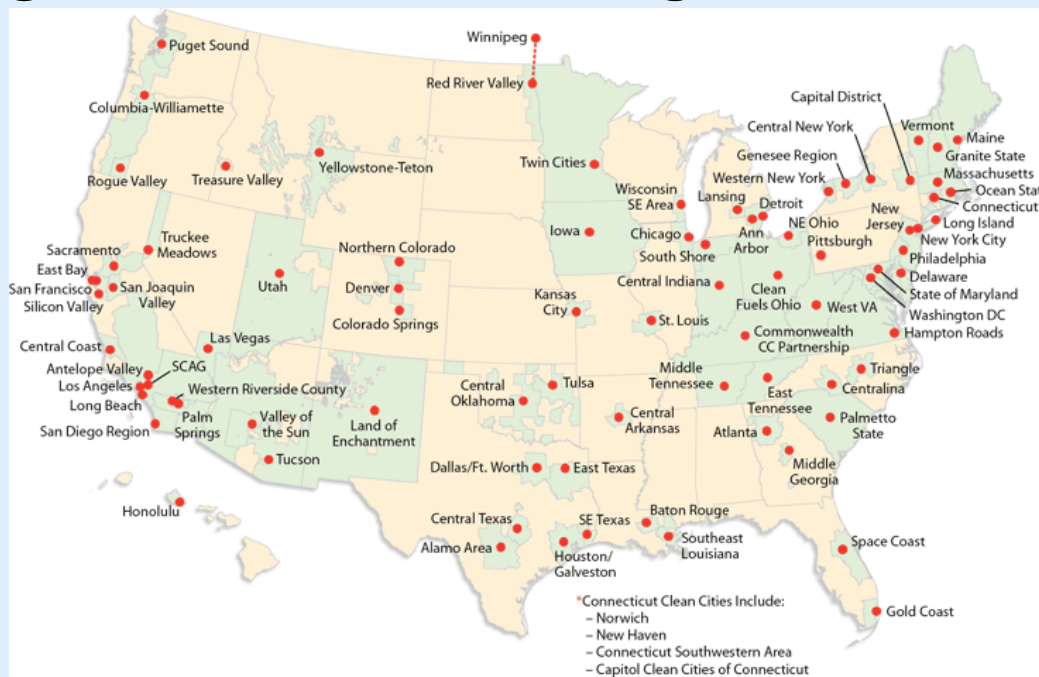 Winnipeg
Puget Sound
Red River Valley
Columbia-Williamette
Capital District
Central New York
Vermont
Maine
Genesee Region
Granite State
Massachusetts
Rogue Valley
Treasure Valley
Yellowstone-Teton
Twin Cities
Western New York
Ocean Stat
Connecticut
Wisconsin
SE Area
Lansing
Detroit
Ann
Arbor
NE Ohio
Pittsburgh
New
Jersey
Long Island
New York City
Philadelphia
Delaware
State of Maryland
Washington DC
Hampton Roads
Truckee
Meadows
Sacramento
East Bay
San Francisco
Silicon Valley
San Joaquin
Valley
Utah
Northern Colorado
Denver
Colorado Springs
Iowa
Chicago
South Shore
Central Indiana
Clean
Fuels Ohio
West VA
Kansas
City
St. Louis
Commonwealth
CC Partnership
Central Coast
Las Vegas
Antelope Valley
SCAG
Los Angeles
Western Riverside County
Long Beach
Palm
Springs
San Diego Region
Valley of
the Sun
Tucson
Land of
Enchantment
Central
Oklahoma
Tulsa
Middle
Tennessee
East
Tennessee
Triangle
Centralina
Palmetto
State
Central
Arkansas
Atlanta
Middle
Georgia
Honolulu
Dallas/Ft. Worth
East Texas
Central Texas
Alamo Area
SE Texas
Houston/
Galveston
Baton Rouge
Southeast
Louisiana
Space Coast
Gold Coast
*Connecticut Clean Cities Include:
– Norwich
– New Haven
– Connecticut Southwestern Area
– Capitol Clean Cities of Connecticut